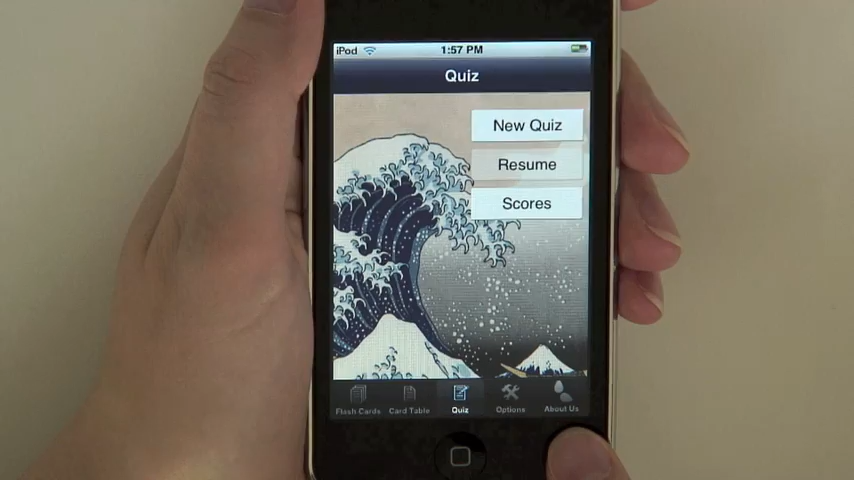 iPod 1:57 PM
Quiz
New Quiz
Resume
Scores
Flash Cards Card Table Quiz Options About Us